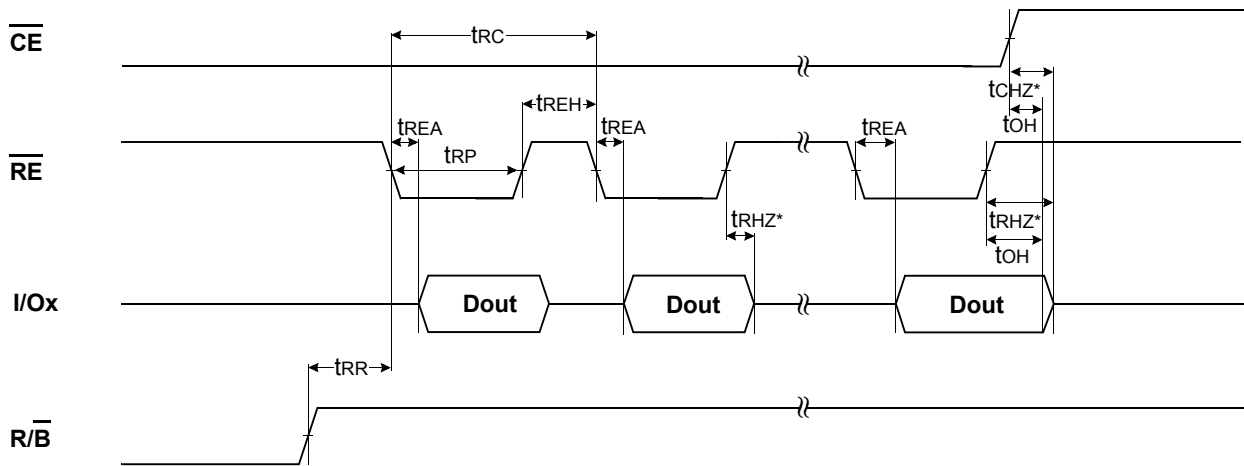 CE
tRC
tCHZ*
tREH
tOH
tREA
tREA
tREA
tRP
RE
tRHZ*
tRHZ*
tOH
I/Ox
Dout
Dout
Dout
tRR
R/B